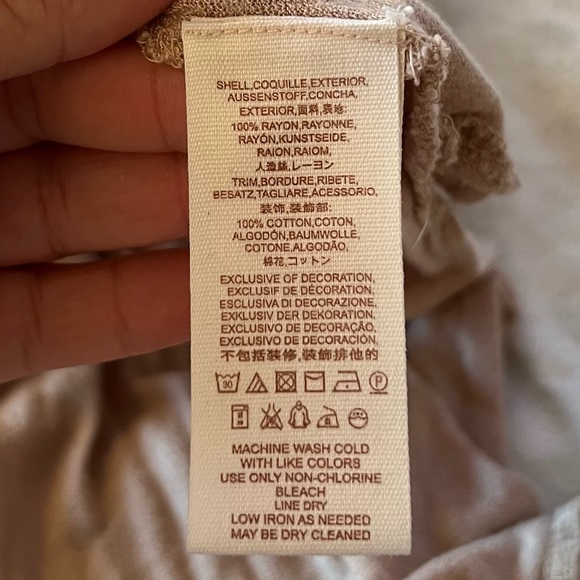 SHELL,COQUILLE,EXTERIOR,
AUSSENSTOFF,CONCHA,
EXTERIOR,面料,表地:
100% RAYON,RAYONNE,
RAYÓN,KUNSTSEIDE,
RAION,RAIOM,
人造絲,レーヨン
TRIM,BORDURE,RIBETE,
BESATZ,TAGLIARE,ACESSORIO,
装饰,装飾部:
100% COTTON,COTON,
ALGODÓN,BAUMWOLLE,
COTONE,ALGODÃO,
棉花,コットン
EXCLUSIVE OF DECORATION,
EXCLUSIF DE DÉCORATION,
ESCLUSIVA DI DECORAZIONE,
EXKLUSIV DER DEKORATION,
EXCLUSIVO DE DECORAÇÃO,
EXCLUSIVO DE DECORAÇÃO,
不包括装修,装飾排他的
30
P
MACHINE WASH COLD
WITH LIKE COLORS
USE ONLY NON-CHLORINE
BLEACH
LINE DRY
LOW IRON AS NEEDED
MAY BE DRY CLEANED